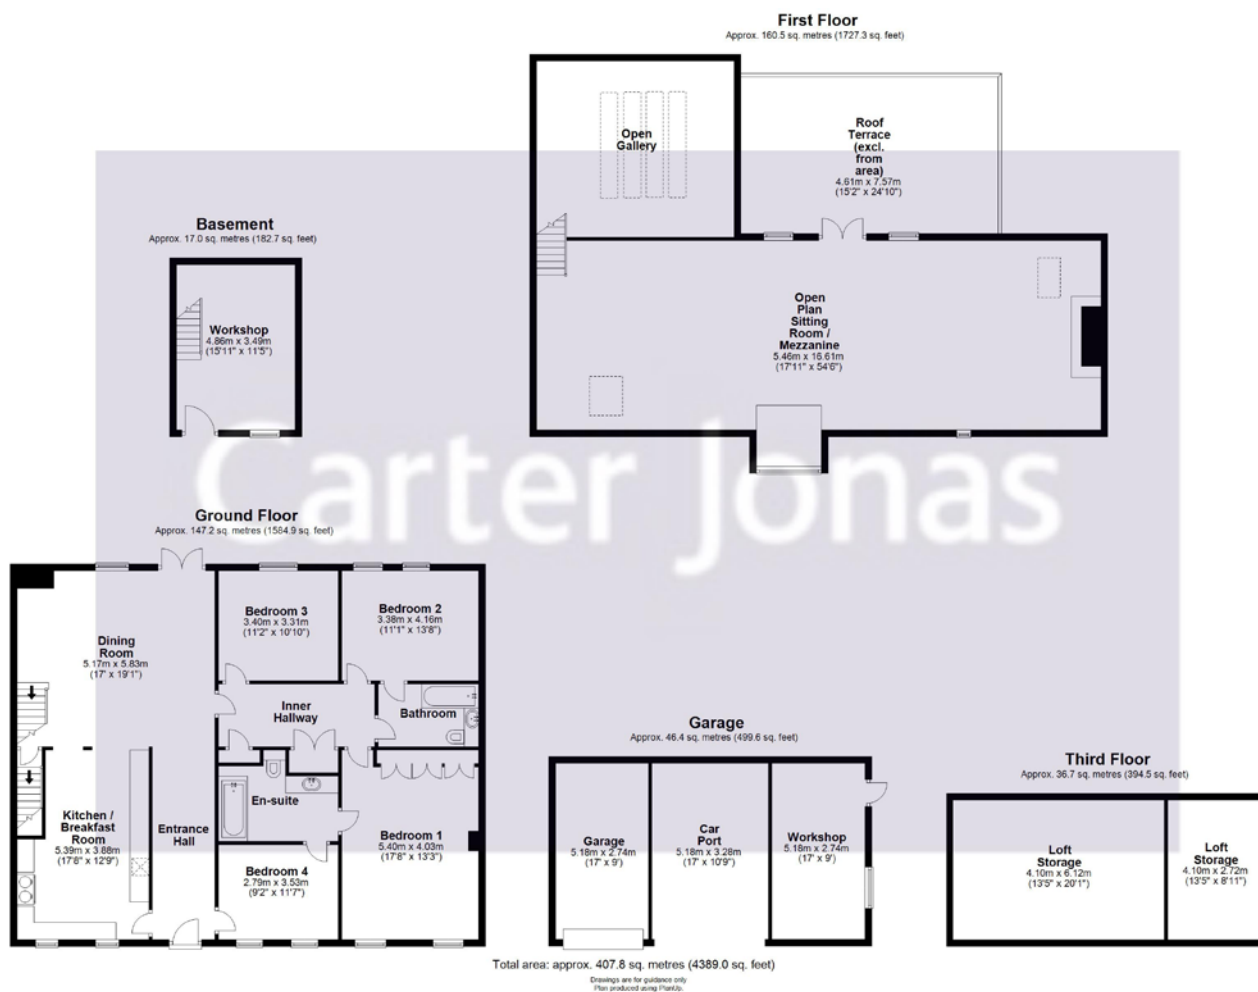 First Floor
Approx. 160.5 sq. metres (1727.3 sq. feet)
Open
Gallery
Roof
Terrace
(excl.
from
area)
4.61m x 7.57m
(15'2" x 24'10")
Open
Plan
Sitting
Room /
Mezzanine
5.46m x 16.61m
(17'11" x 54'6")
Basement
Approx. 17.0 sq. metres (182.7 sq. feet)
Workshop
4.86m x 3.49m
(15'11" x 11'5")
Carter Jonas
Ground Floor
Approx. 147.2 sq. metres (1584.9 sq. feet)
Dining
Room
5.17m x 5.83m
(17' x 19'1")
Bedroom 3
3.40m x 3.31m
(11'2" x 10'10")
Bedroom 2
3.38m x 4.16m
(11'1" x 13'8")
Inner
Hallway
Bathroom
Kitchen /
Breakfast
Room
5.39m x 3.88m
(17'8" x 12'9")
Entrance
Hall
En-suite
Bedroom 1
5.40m x 4.03m
(17'8" x 13'3")
Bedroom 4
2.79m x 3.53m
(9'2" x 11'7")
Garage
Approx. 46.4 sq. metres (499.6 sq. feet)
Garage
5.18m x 2.74m
(17' x 9')
Car
Port
5.18m x 3.28m
(17' x 10'9")
Workshop
5.18m x 2.74m
(17' x 9')
Third Floor
Approx. 36.7 sq. metres (394.5 sq. feet)
Loft
Storage
4.10m x 6.12m
(13'5" x 20'1")
Loft
Storage
4.10m x 2.72m
(13'5" x 8'11")
Total area: approx. 407.8 sq. metres (4389.0 sq. feet)
Drawings are for guidance only
Plan produced using PlanUp.